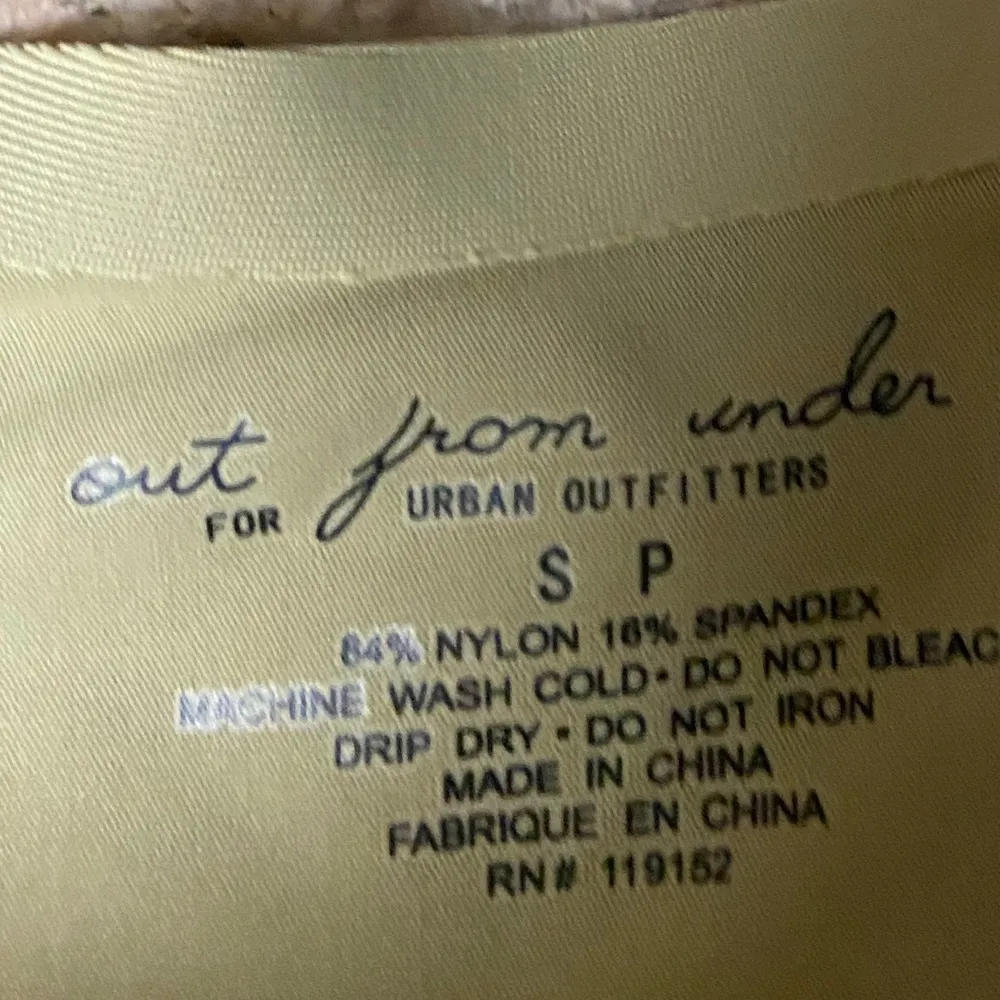 out from under
FOR URBAN OUTFITTERS
S P
84% NYLON 16% SPANDEX
MACHINE WASH COLD • DO NOT BLEAC
DRIP DRY • DO NOT IRON
MADE IN CHINA
FABRIQUE EN CHINA
RN# 119152